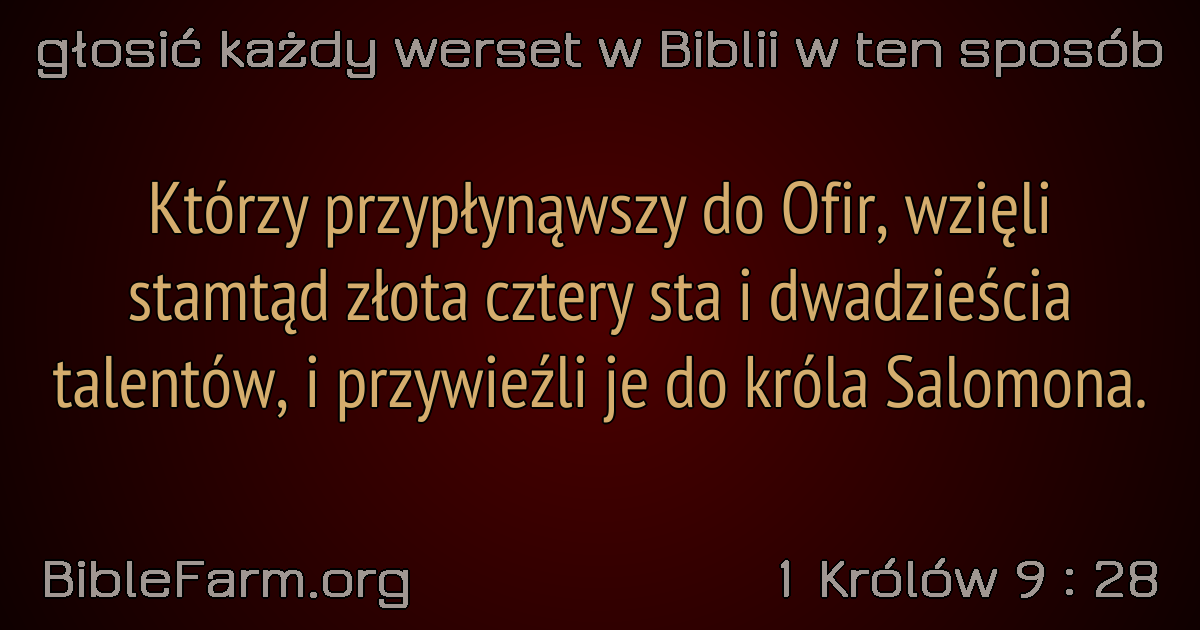 głosić każdy werset w Biblii w ten sposób
Którzy przypłynąwszy do Ofir, wzięli
stamtąd złota cztery sta i dwadzieścia
talentów, i przywieźli je do króla Salomona.
BibleFarm.org
1 Królów 9 : 28